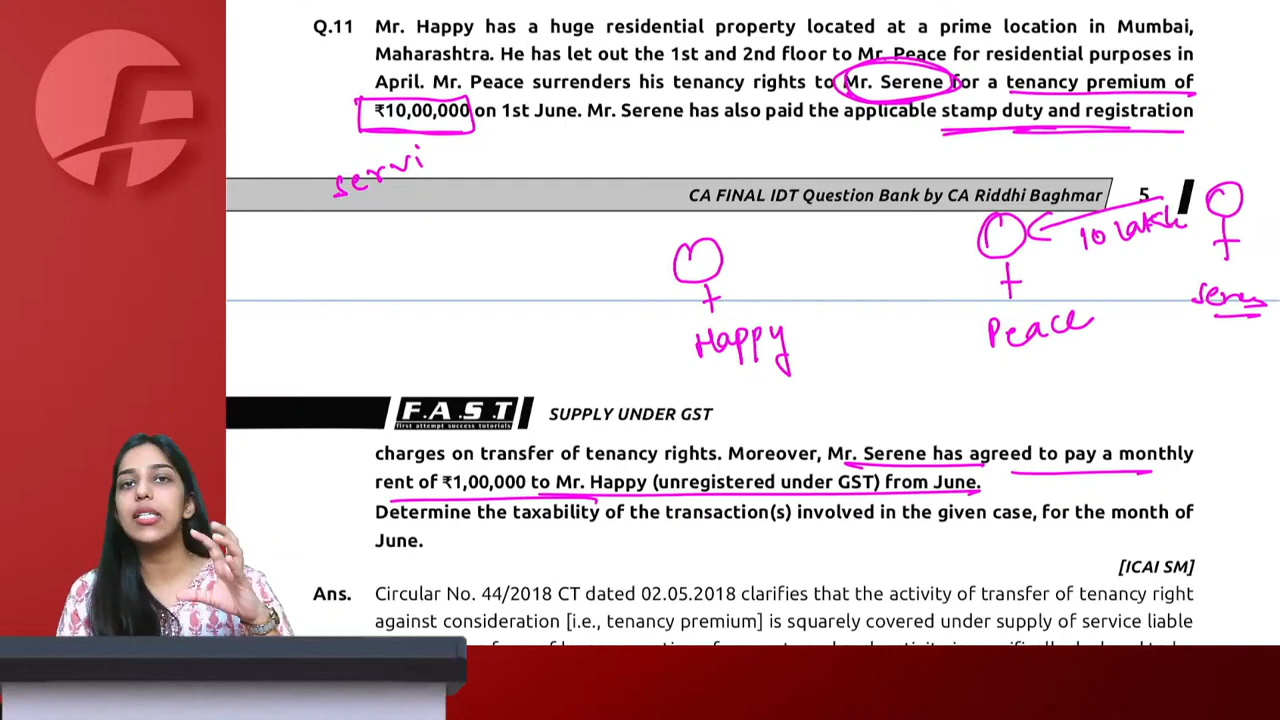 Q.11 Mr. Happy has a huge residential property located at a prime location in Mumbai,
Maharashtra. He has let out the 1st and 2nd floor to Mr. Peace for residential purposes in
April. Mr. Peace surrenders his tenancy rights to Mr. Serene for a tenancy premium of
₹10,00,000 on 1st June. Mr. Serene has also paid the applicable stamp duty and registration
servi
CA FINAL IDT Question Bank by CA Riddhi Baghmar 5
10 Lakh
Happy
Peace
F.A.S.T SUPPLY UNDER GST
first attempt success tutorials
charges on transfer of tenancy rights. Moreover, Mr. Serene has agreed to pay a monthly
rent of ₹1,00,000 to Mr. Happy (unregistered under GST) from June.
Determine the taxability of the transaction(s) involved in the given case, for the month of
June.
[ICAI SM]
Ans. Circular No. 44/2018 CT dated 02.05.2018 clarifies that the activity of transfer of tenancy right
against consideration [i.e., tenancy premium] is squarely covered under supply of service liable